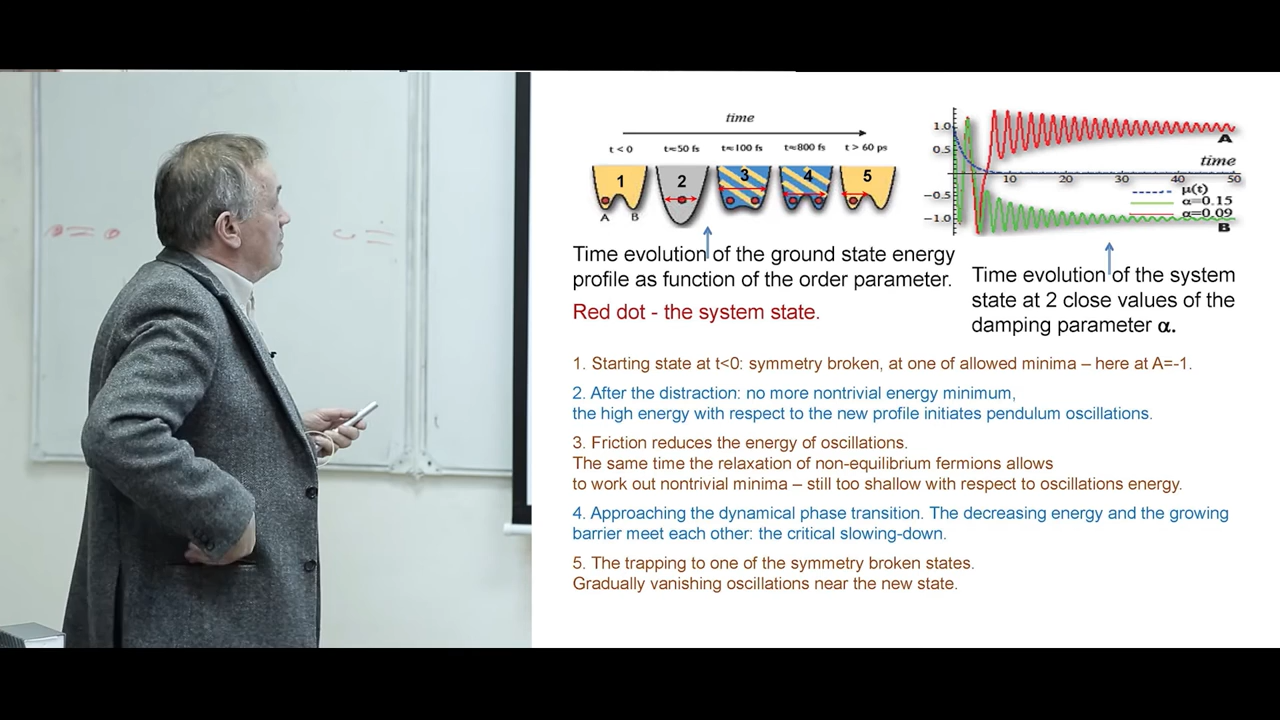 time
t < 0 t≈50 fs t≈100 fs t≈800 fs t > 60 ps
1 2 3 4 5
A B
1.0
0.5
−0.5
−1.0
A
time
10 20 30 40 50
μ(t)
α=0.15
α=0.09
B
Time evolution of the ground state energy
profile as function of the order parameter.
Red dot - the system state.
Time evolution of the system
state at 2 close values of the
damping parameter α.
1. Starting state at t<0: symmetry broken, at one of allowed minima – here at A=-1.
2. After the distraction: no more nontrivial energy minimum,
the high energy with respect to the new profile initiates pendulum oscillations.
3. Friction reduces the energy of oscillations.
The same time the relaxation of non-equilibrium fermions allows
to work out nontrivial minima – still too shallow with respect to oscillations energy.
4. Approaching the dynamical phase transition. The decreasing energy and the growing
barrier meet each other: the critical slowing-down.
5. The trapping to one of the symmetry broken states.
Gradually vanishing oscillations near the new state.